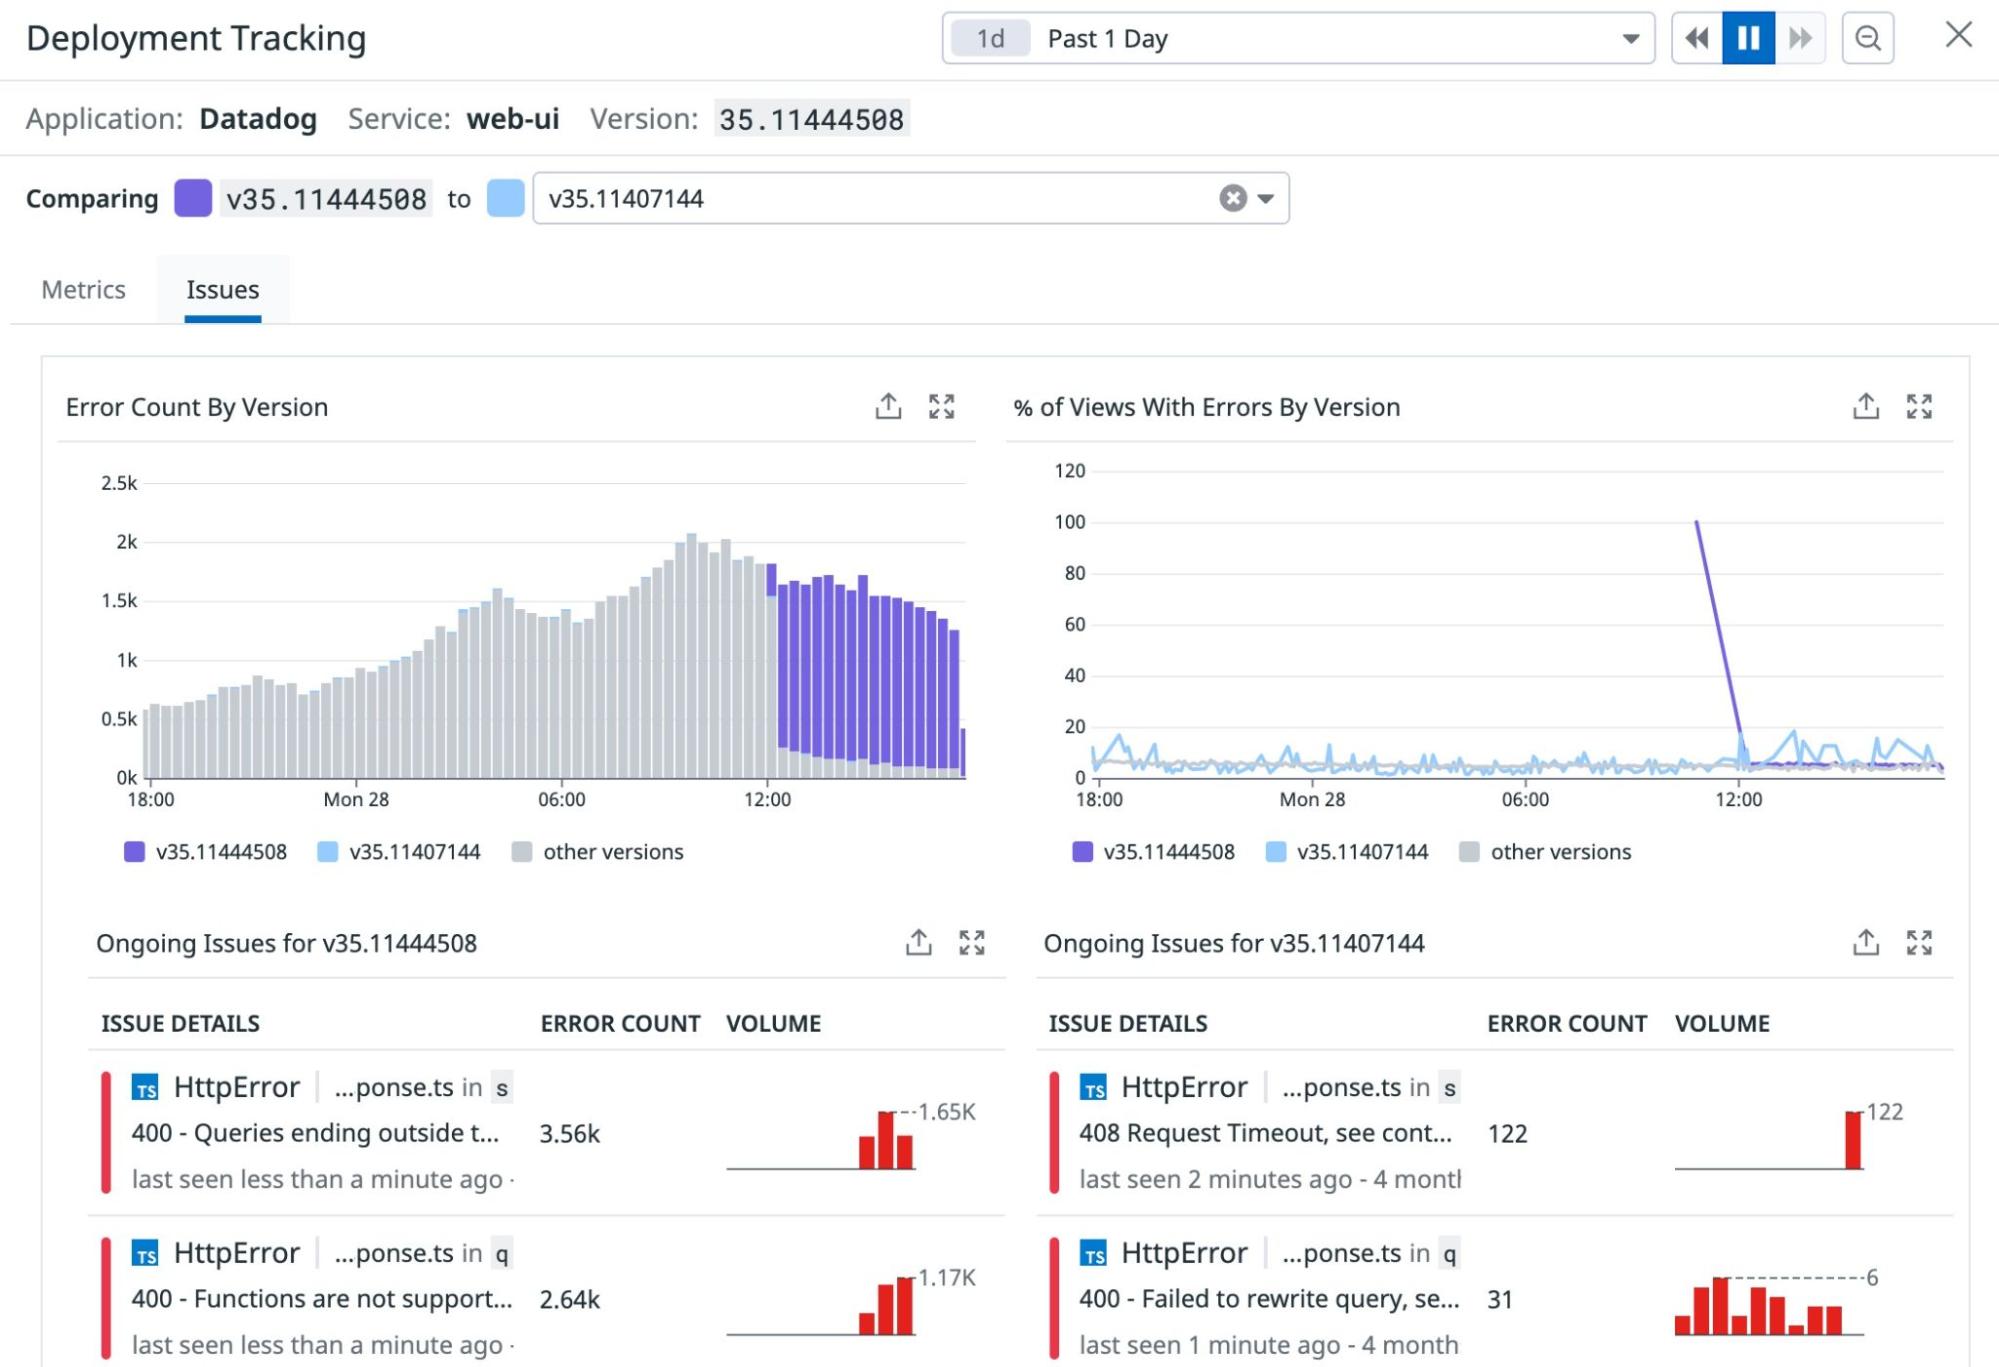 Deployment Tracking
1d Past 1 Day
Application: Datadog Service: web-ui Version: 35.11444508
Comparing v35.11444508 to v35.11407144
Metrics Issues
Error Count By Version
2.5k
2k
1.5k
1k
0.5k
0k
18:00 Mon 28 06:00 12:00
v35.11444508 v35.11407144 other versions
% of Views With Errors By Version
120
100
80
60
40
20
0
18:00 Mon 28 06:00 12:00
v35.11444508 v35.11407144 other versions
Ongoing Issues for v35.11444508
ISSUE DETAILS ERROR COUNT VOLUME
TS HttpError ...ponse.ts in s
1.65K
400 - Queries ending outside t... 3.56k
last seen less than a minute ago ·
TS HttpError ...ponse.ts in q
1.17K
400 - Functions are not support... 2.64k
last seen less than a minute ago ·
Ongoing Issues for v35.11407144
ISSUE DETAILS ERROR COUNT VOLUME
TS HttpError ...ponse.ts in s
122
408 Request Timeout, see cont... 122
last seen 2 minutes ago - 4 month
TS HttpError ...ponse.ts in q
6
400 - Failed to rewrite query, se... 31
last seen 1 minute ago - 4 month